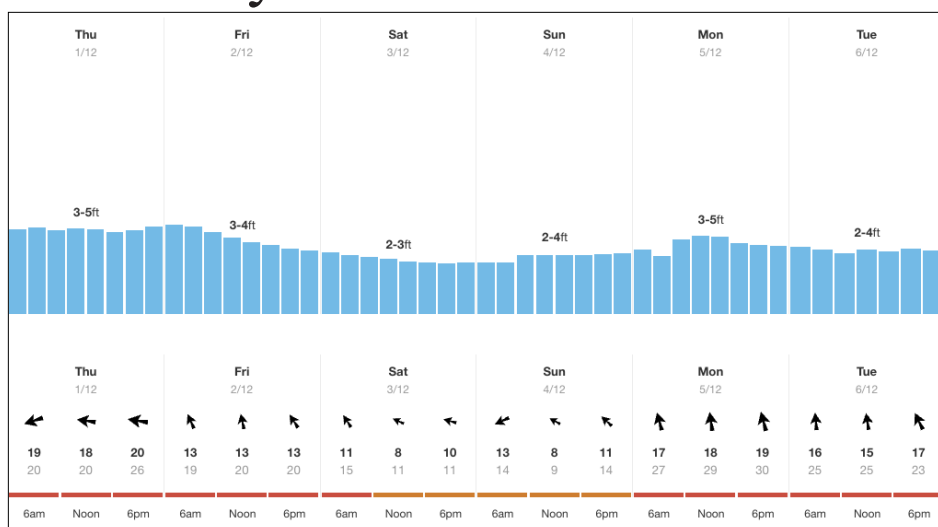 Thu Fri Sat Sun Mon Tue
1/12 2/12 3/12 4/12 5/12 6/12
3-5ft 3-4ft 2-3ft 2-4ft 3-5ft 2-4ft
Thu Fri Sat Sun Mon Tue
1/12 2/12 3/12 4/12 5/12 6/12
19 18 20 13 13 13 11 8 10 13 8 11 17 18 19 16 15 17
20 20 26 19 20 20 15 11 11 14 9 14 27 29 30 25 25 23
6am Noon 6pm 6am Noon 6pm 6am Noon 6pm 6am Noon 6pm 6am Noon 6pm 6am Noon 6pm